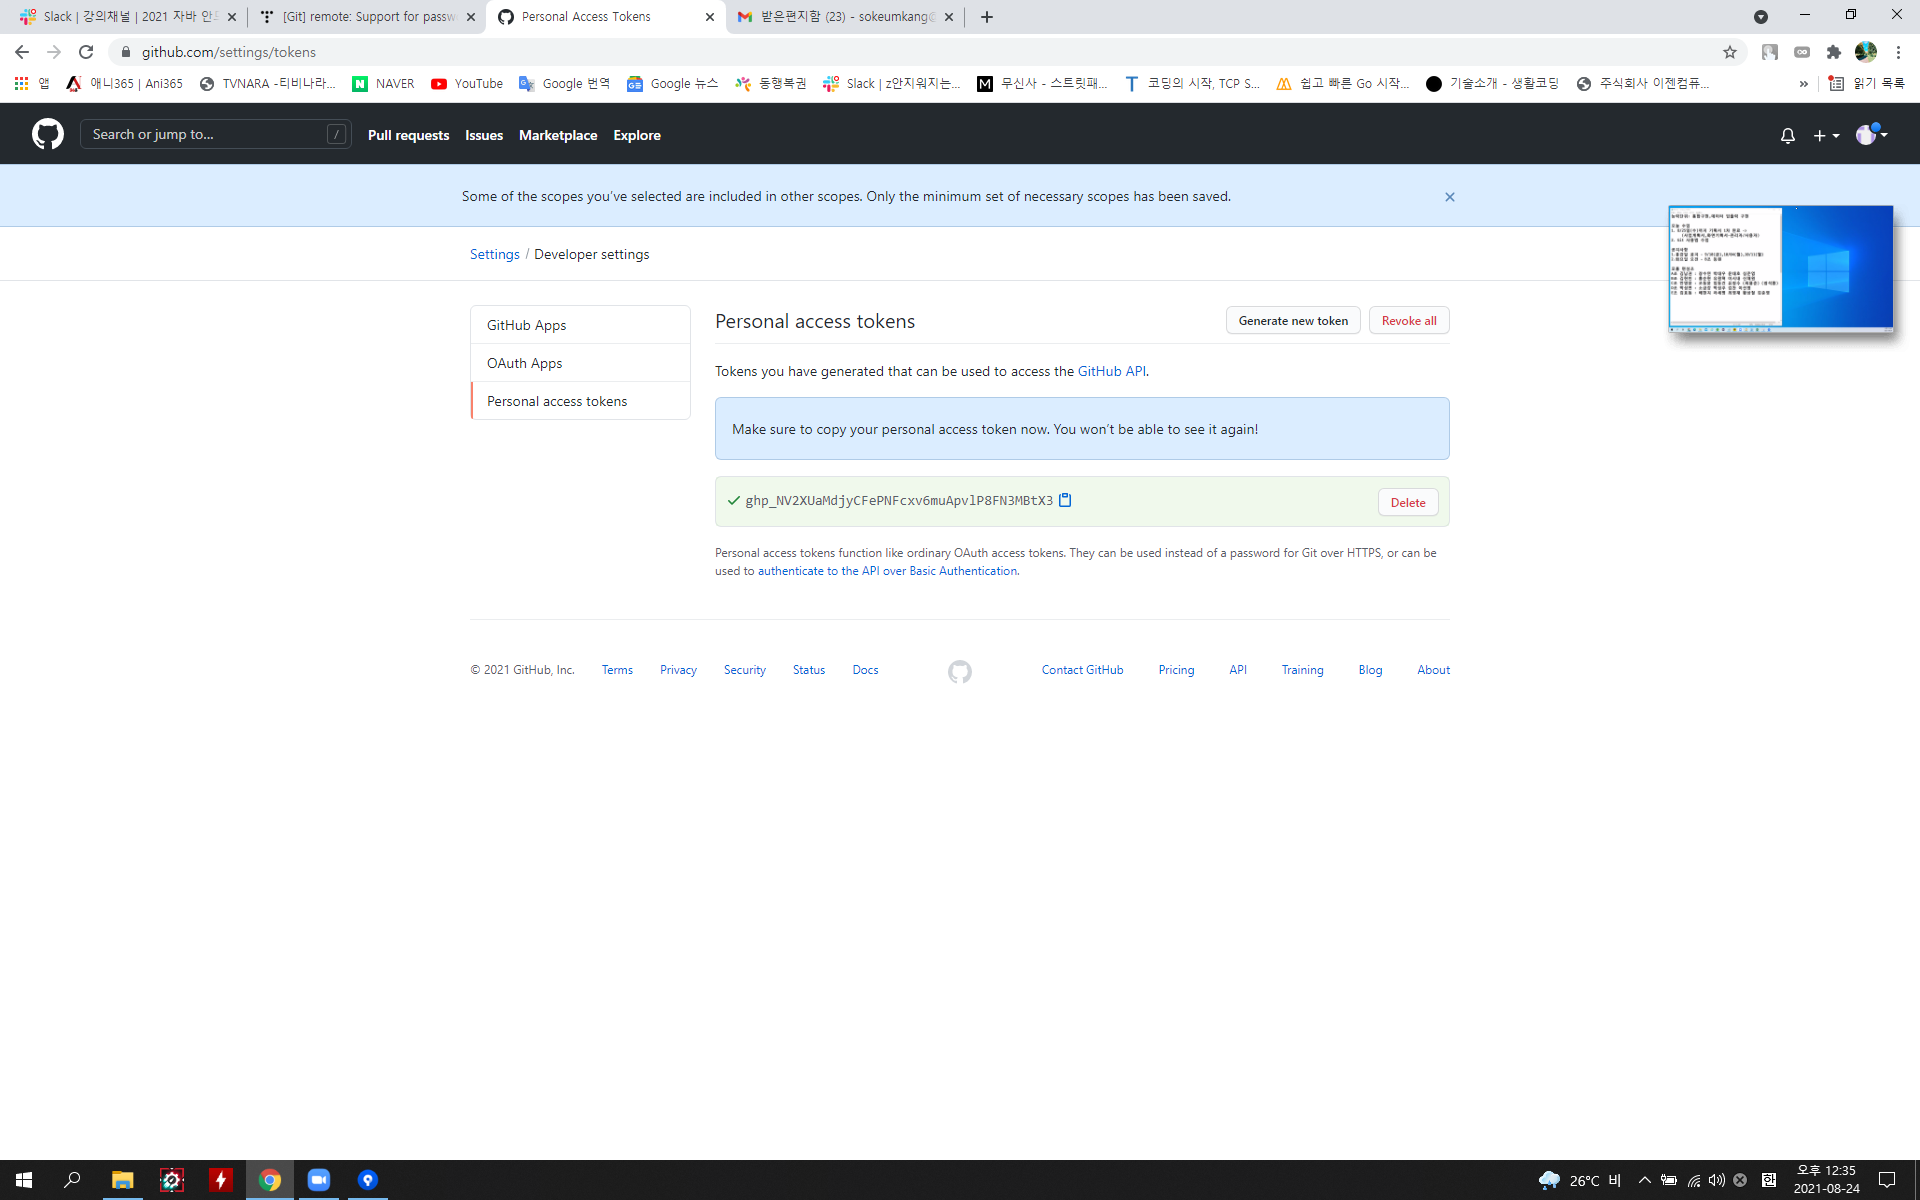 Slack | 강의채널 | 2021 자바 안드
[Git] remote: Support for passw
Personal Access Tokens
받은편지함 (23) - sokeumkang@
github.com/settings/tokens
앱
애니365 | Ani365
TVNARA -티비나라...
NAVER
YouTube
Google 번역
Google 뉴스
동행복권
Slack | z안지워지는...
무신사 - 스트릿패...
코딩의 시작, TCP S...
쉽고 빠른 Go 시작...
기술소개 - 생활코딩
주식회사 이젠컴퓨...
»
읽기 목록
Search or jump to...
/
Pull requests
Issues
Marketplace
Explore
Some of the scopes you’ve selected are included in other scopes. Only the minimum set of necessary scopes has been saved.
Settings / Developer settings
GitHub Apps
OAuth Apps
Personal access tokens
Personal access tokens
Generate new token
Revoke all
Tokens you have generated that can be used to access the GitHub API.
Make sure to copy your personal access token now. You won’t be able to see it again!
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
Delete
Personal access tokens function like ordinary OAuth access tokens. They can be used instead of a password for Git over HTTPS, or can be
used to authenticate to the API over Basic Authentication.
© 2021 GitHub, Inc.
Terms
Privacy
Security
Status
Docs
Contact GitHub
Pricing
API
Training
Blog
About
26°C 비
오후 12:35
2021-08-24